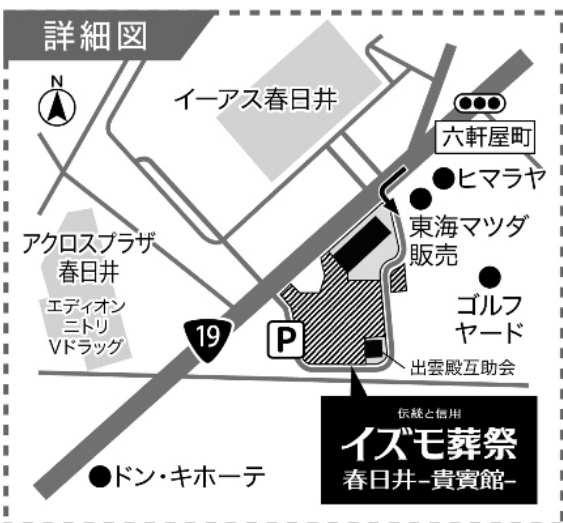 詳細図
N
イーアス春日井
六軒屋町
ヒマラヤ
東海マツダ
販売
アクロスプラザ
春日井
エディオン
ニトリ
Vドラッグ
ゴルフ
ヤード
19
P
出雲殿互助会
伝統と信用
イズモ葬祭
春日井-貴賓館-
ドン・キホーテ